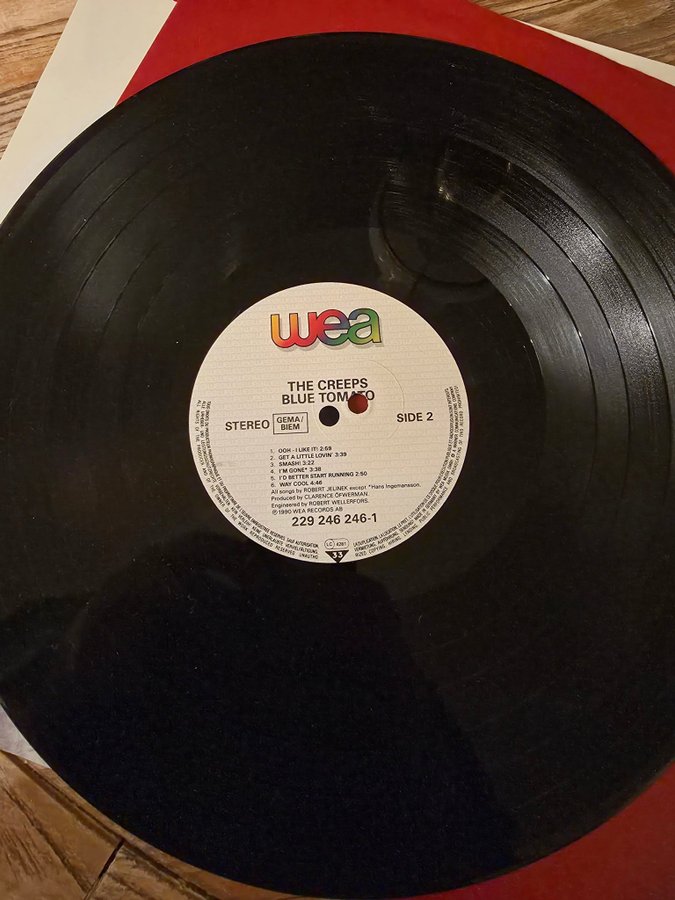 wea
THE CREEPS
BLUE TOMATO
STEREO GEMA/ BIEM SIDE 2
1. OOH - I LIKE IT! 2:59
2. GET A LITTLE LOVIN' 3:39
3. SMASH! 3:22
4. I'M GONE* 3:38
5. I'D BETTER START RUNNING 2:50
6. WAY COOL 4:46
All songs by ROBERT JELINEK except *Hans Ingemansson.
Produced by CLARENCE ÖFWERMAN.
Engineered by ROBERT WELLERFORS.
℗1990 WEA RECORDS AB
229 246 246-1
LC 4281
33